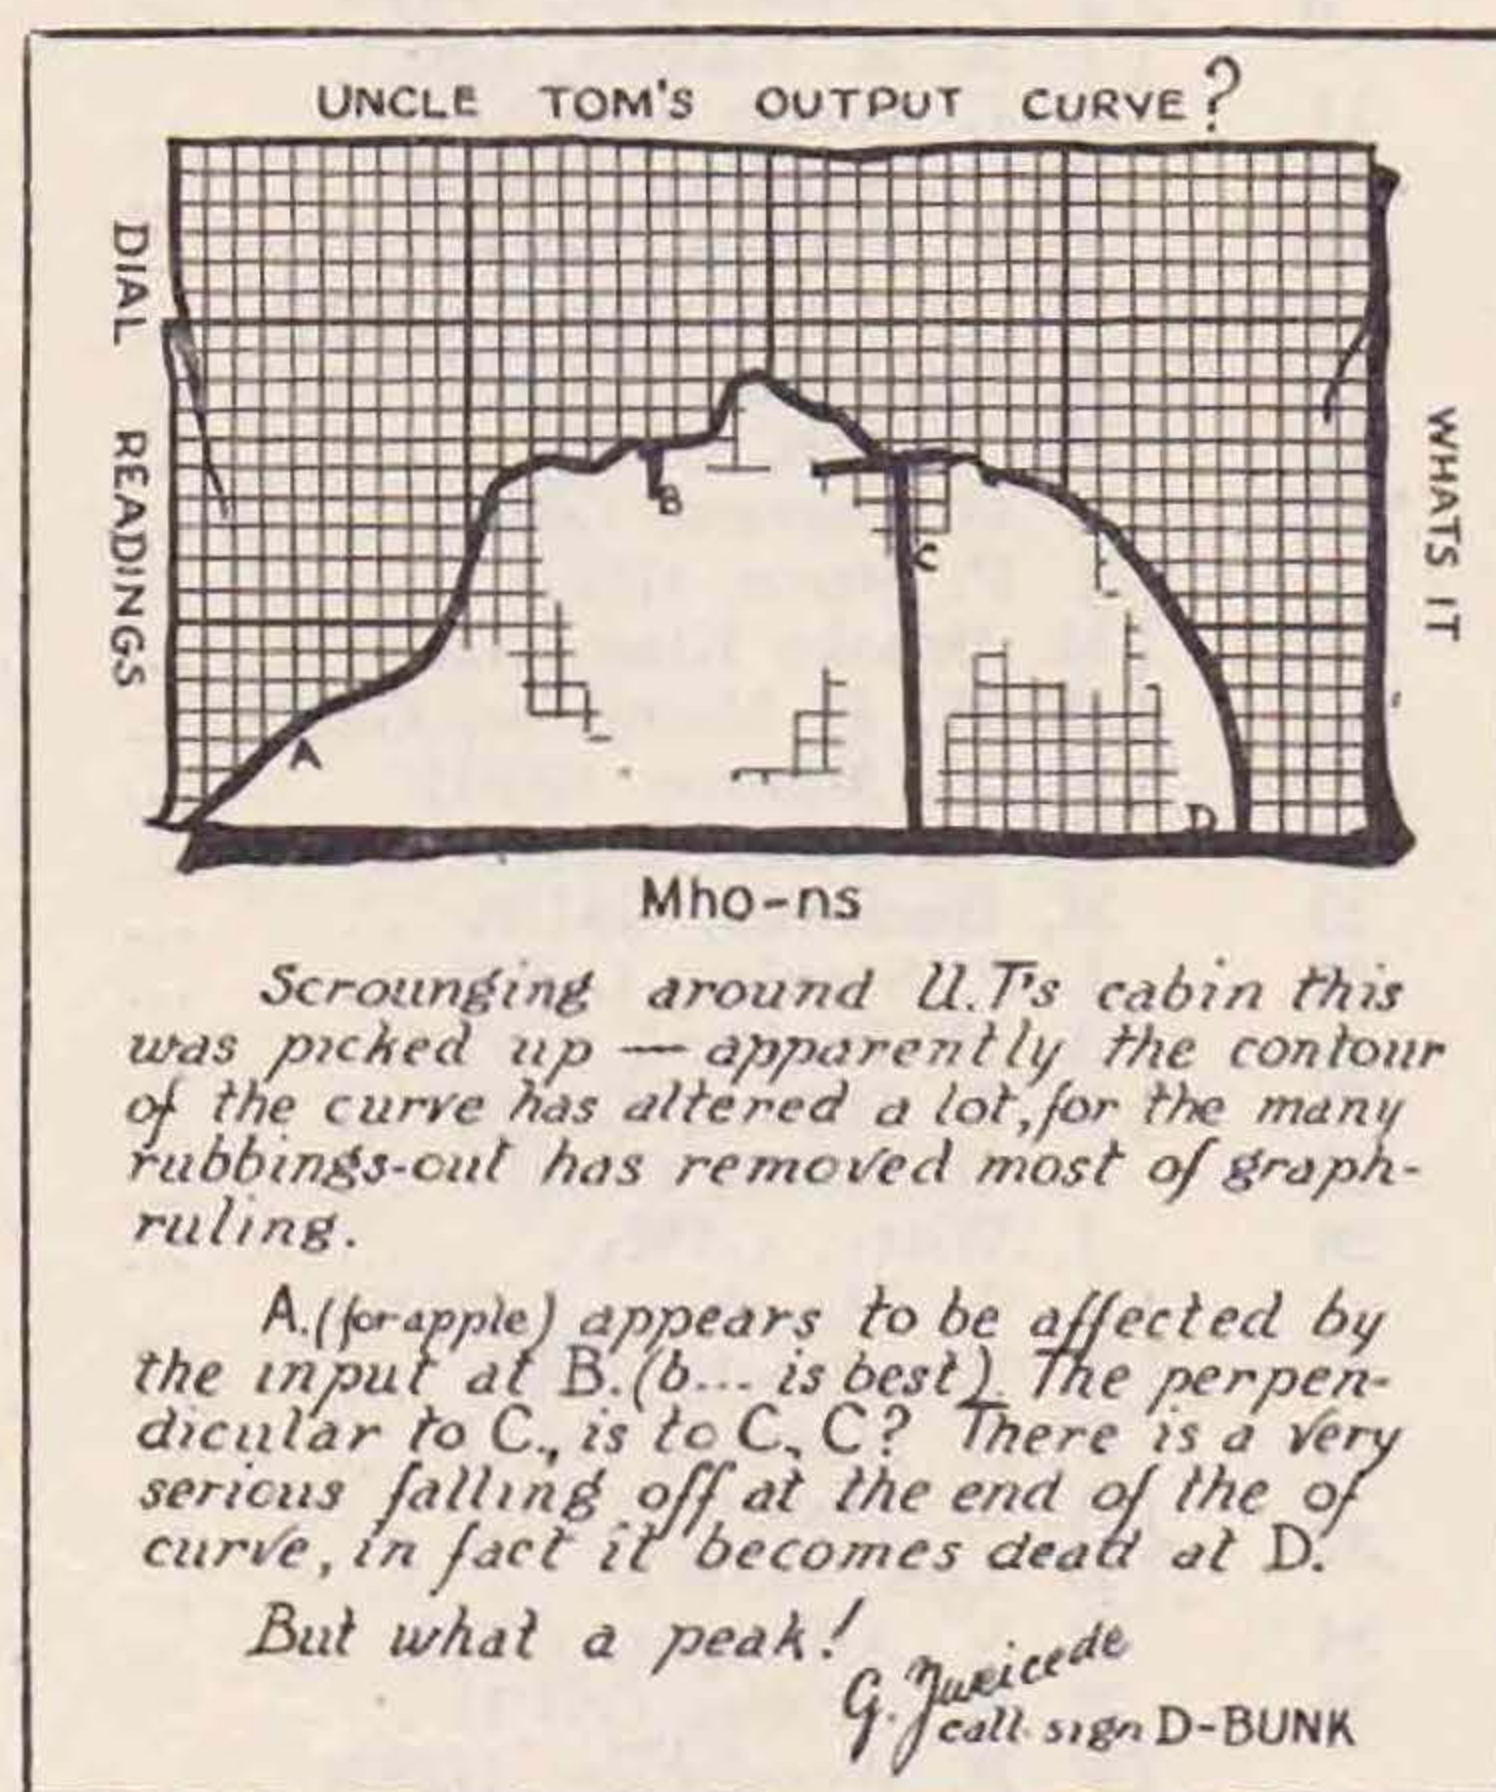 UNCLE TOM'S OUTPUT CURVE?
DIAL READINGS
WHATS IT
B
C
A
D
Mho-ns
Scrounging around U.T's cabin this
was picked up — apparently the contour
of the curve has altered a lot, for the many
rubbings-out has removed most of graph-
ruling.
A. (for apple) appears to be affected by
the input at B. (b... is best). The perpen-
dicular to C., is to C, C? There is a very
serious falling off at the end of the of
curve, in fact it becomes dead at D.
But what a peak!
G.
call sign D-BUNK